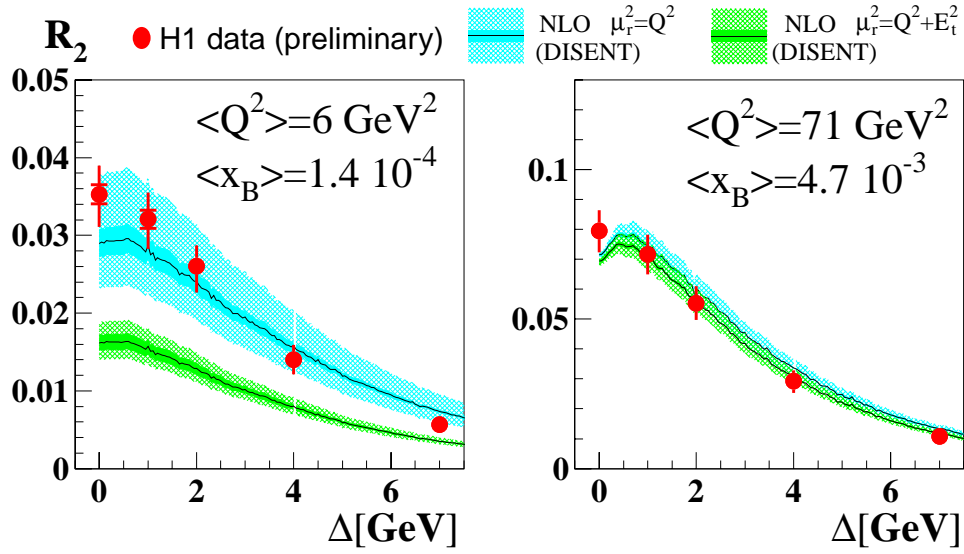 R₂
H1 data (preliminary)
NLO μᵣ²=Q²
(DISENT)
NLO μᵣ²=Q²+Eₜ²
(DISENT)
0.05
0.04
0.03
0.02
0.01
0
<Q²>=6 GeV²
<x_B>=1.4 10⁻⁴
0 2 4 6
Δ[GeV]
0.1
0.05
0
<Q²>=71 GeV²
<x_B>=4.7 10⁻³
0 2 4 6
Δ[GeV]